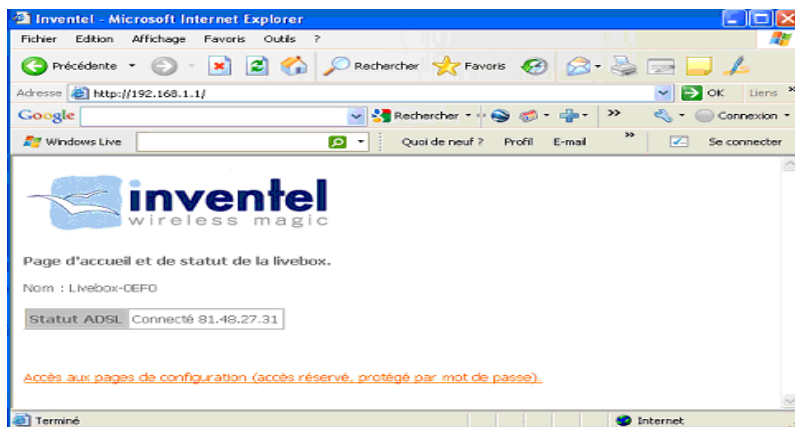 Inventel - Microsoft Internet Explorer
Fichier Edition Affichage Favoris Outils ?
Précédente Rechercher Favoris
Adresse http://192.168.1.1/ OK Liens »
Google Rechercher » Connexion
Windows Live Quoi de neuf ? Profil E-mail » Se connecter
inventel
wireless magic
Page d'accueil et de statut de la livebox.
Nom : Livebox-0EF0
Statut ADSL Connecté 81.48.27.31
Accès aux pages de configuration (accès réservé, protégé par mot de passe).
Terminé Internet